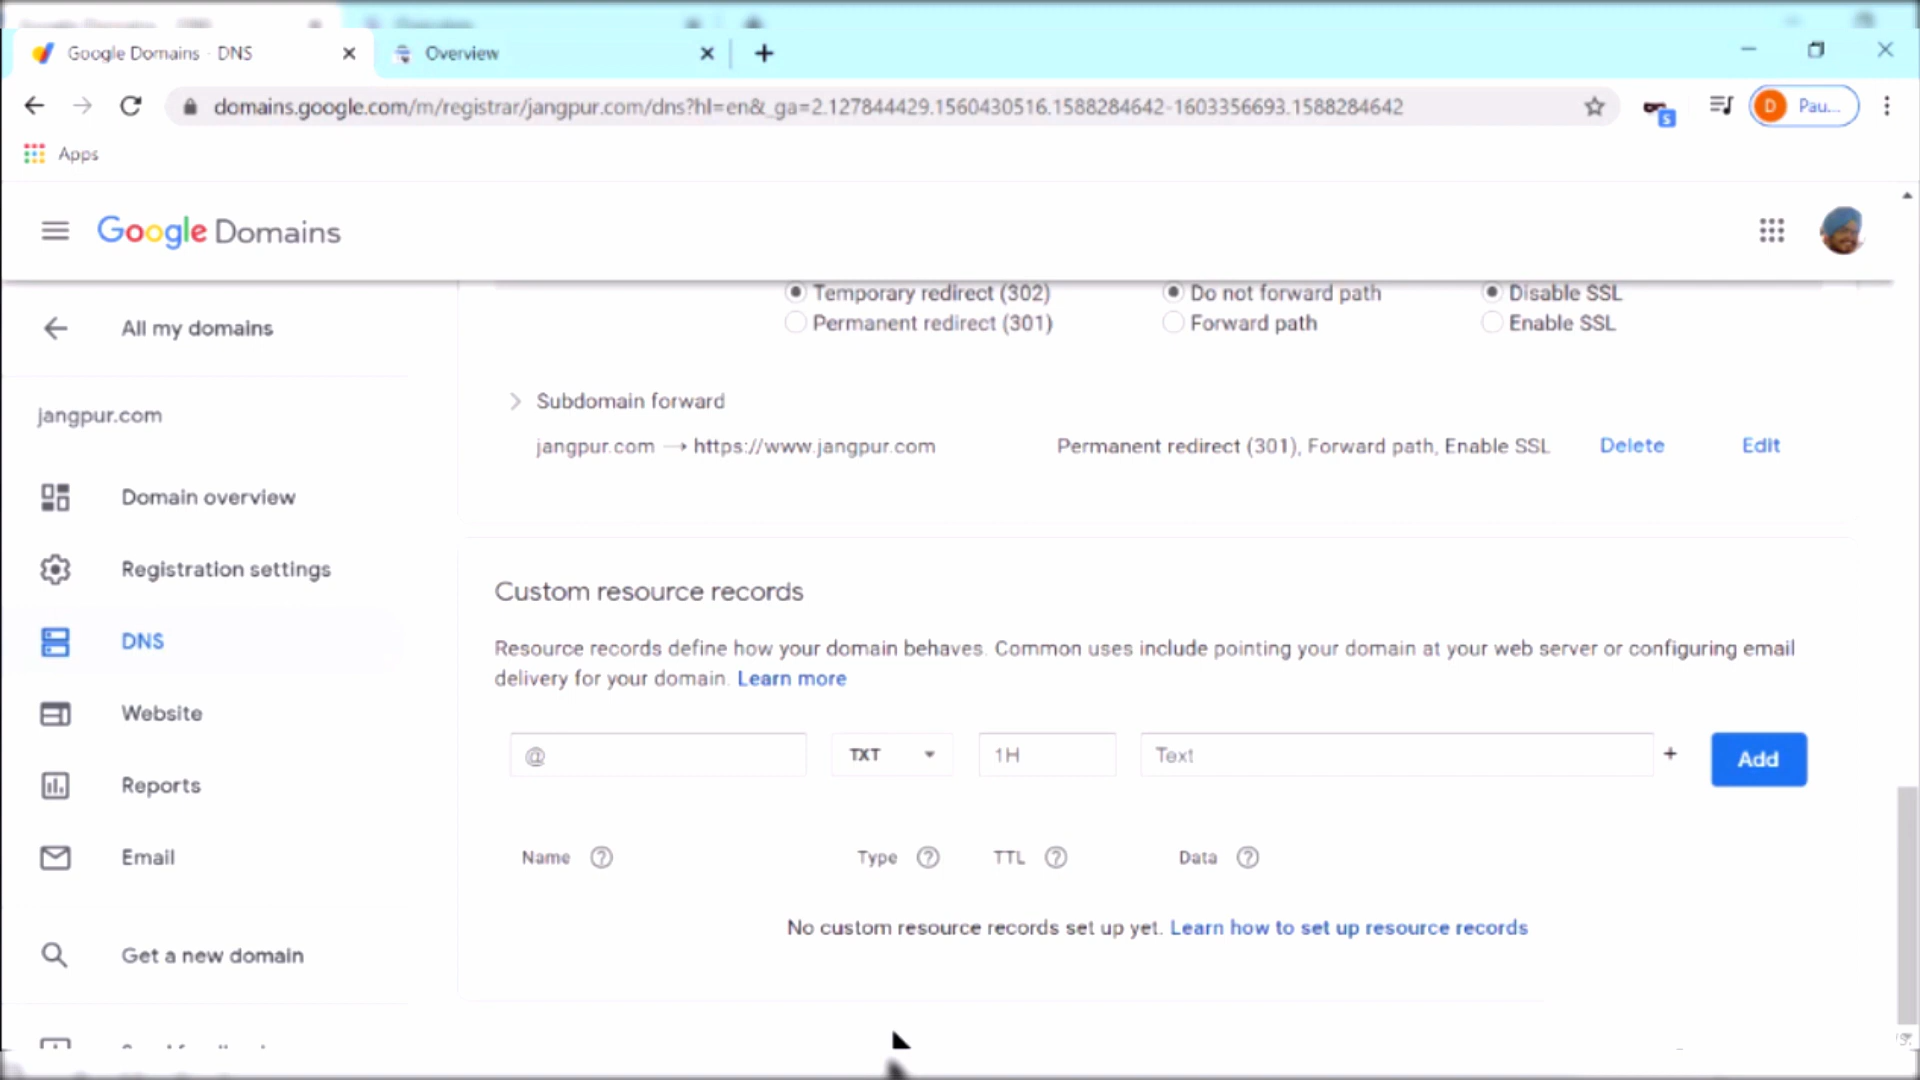 Google Domains - DNS
Overview
domains.google.com/m/registrar/jangpur.com/dns?hl=en&_ga=2.127844429.1560430516.1588284642-1603356693.1588284642
S
D
Pau...
Apps
Google Domains
Temporary redirect (302)
Do not forward path
Disable SSL
Permanent redirect (301)
Forward path
Enable SSL
All my domains
jangpur.com
Subdomain forward
jangpur.com → https://www.jangpur.com
Permanent redirect (301), Forward path, Enable SSL
Delete
Edit
Domain overview
Registration settings
DNS
Website
Reports
Email
Get a new domain
Custom resource records
Resource records define how your domain behaves. Common uses include pointing your domain at your web server or configuring email
delivery for your domain. Learn more
@
TXT
1H
Text
+
Add
Name ?
Type ?
TTL ?
Data ?
No custom resource records set up yet. Learn how to set up resource records